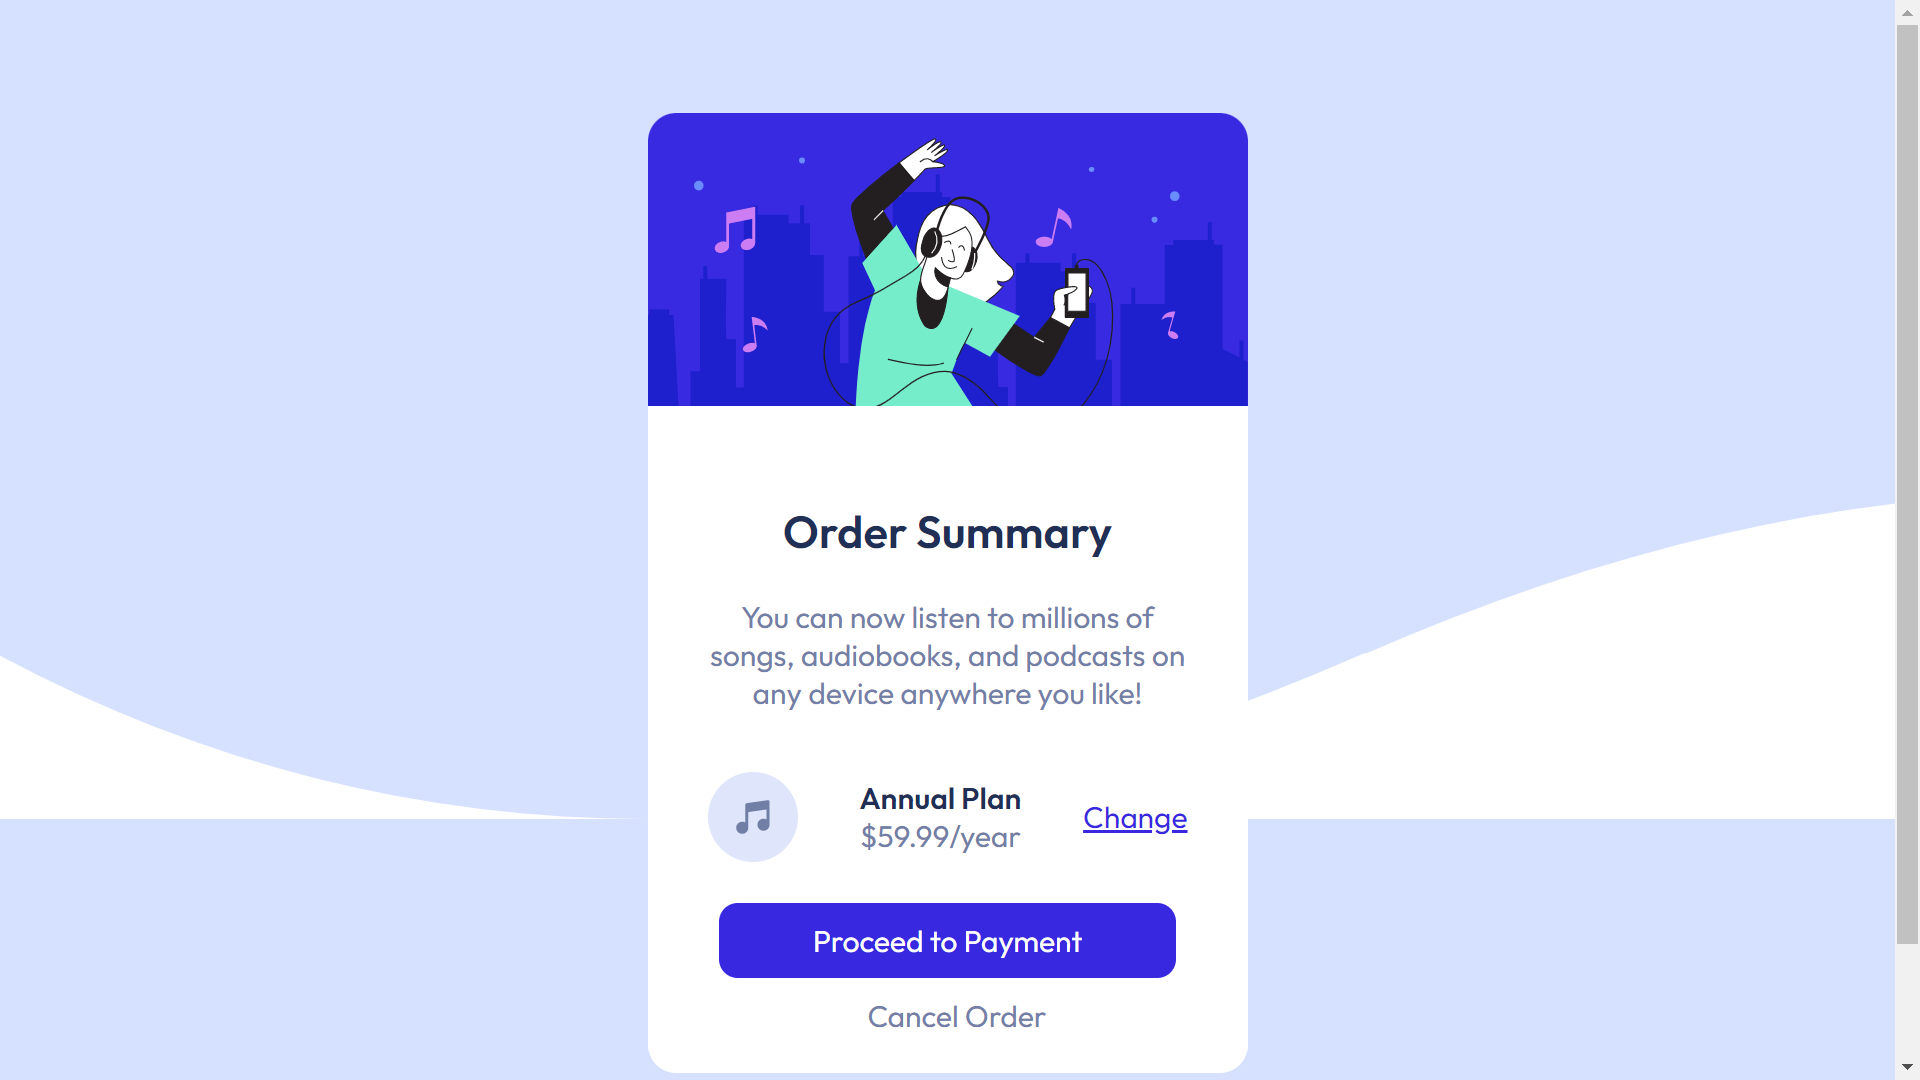 Order Summary
You can now listen to millions of
songs, audiobooks, and podcasts on
any device anywhere you like!
Annual Plan
$59.99/year
Change
Proceed to Payment
Cancel Order